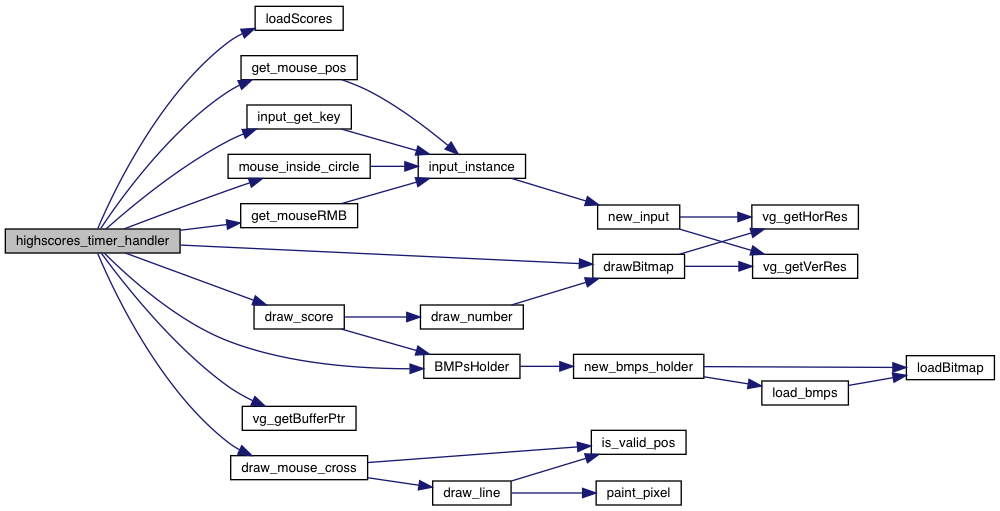 loadScores
get_mouse_pos
input_get_key
mouse_inside_circle
input_instance
get_mouseRMB
new_input
vg_getHorRes
highscores_timer_handler
drawBitmap
vg_getVerRes
draw_score
draw_number
BMPsHolder
new_bmps_holder
loadBitmap
load_bmps
vg_getBufferPtr
is_valid_pos
draw_mouse_cross
draw_line
paint_pixel